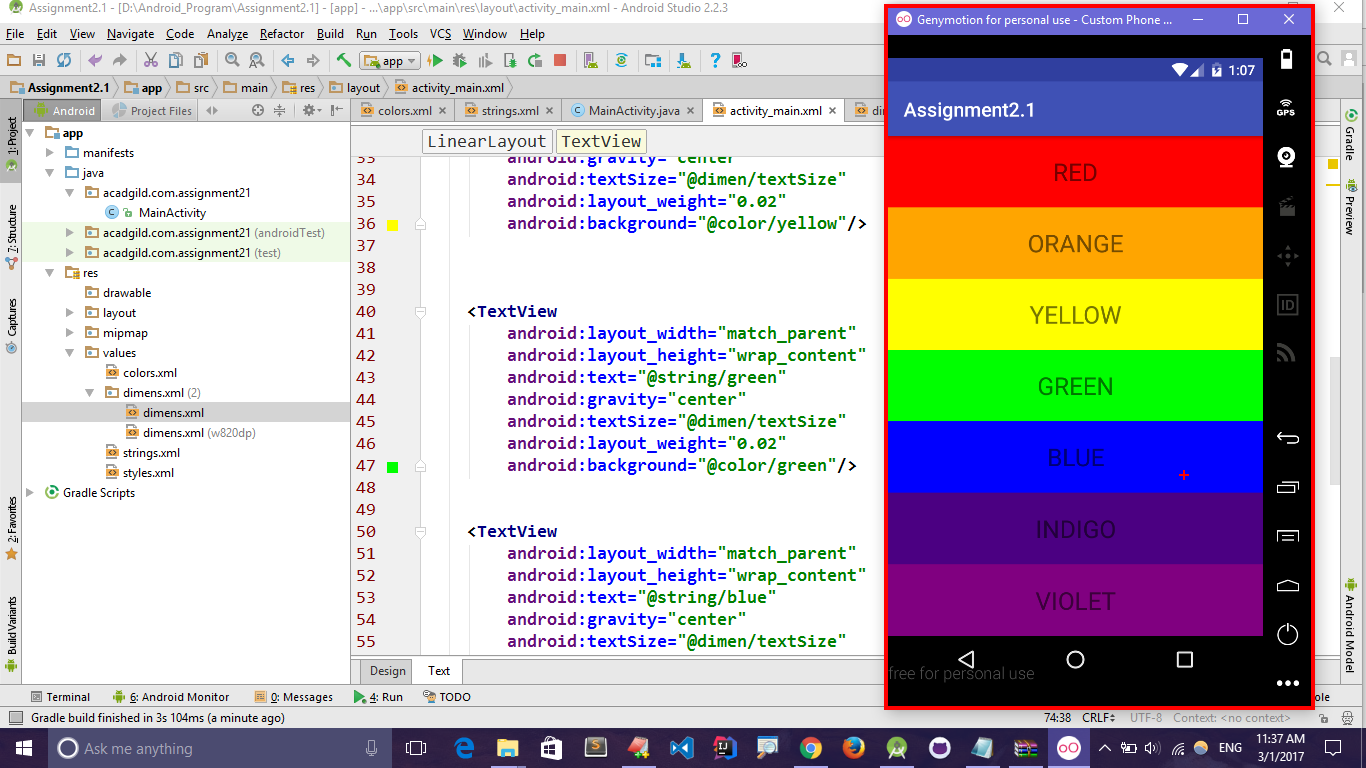 Assignment2.1 - [D:\Android_Program\Assignment2.1] - [app] - ...\app\src\main\res\layout\activity_main.xml - Android Studio 2.2.3
File Edit View Navigate Code Analyze Refactor Build Run Tools VCS Window Help
app
Assignment2.1 app src main res layout activity_main.xml
Android Project Files
colors.xml strings.xml MainActivity.java activity_main.xml
LinearLayout TextView
1: Project
7: Structure
Captures
2: Favorites
Build Variants
app
manifests
java
acadgild.com.assignment21
MainActivity
acadgild.com.assignment21 (androidTest)
acadgild.com.assignment21 (test)
res
drawable
layout
mipmap
values
colors.xml
dimens.xml (2)
dimens.xml
dimens.xml (w820dp)
strings.xml
styles.xml
Gradle Scripts
33 android:gravity="center"
34 android:textSize="@dimen/textSize"
35 android:layout_weight="0.02"
36 android:background="@color/yellow"/>
37
38
39
40 <TextView
41 android:layout_width="match_parent"
42 android:layout_height="wrap_content"
43 android:text="@string/green"
44 android:gravity="center"
45 android:textSize="@dimen/textSize"
46 android:layout_weight="0.02"
47 android:background="@color/green"/>
48
49
50 <TextView
51 android:layout_width="match_parent"
52 android:layout_height="wrap_content"
53 android:text="@string/blue"
54 android:gravity="center"
55 android:textSize="@dimen/textSize"
Design Text
Genymotion for personal use - Custom Phone ...
1:07
Assignment2.1
RED
ORANGE
YELLOW
GREEN
BLUE
INDIGO
VIOLET
free for personal use
GPS
ID
Gradle
Preview
Android Model
Terminal 6: Android Monitor 0: Messages 4: Run TODO
Gradle build finished in 3s 104ms (a minute ago) 74:38 CRLF UTF-8 Context: <no context>
Ask me anything
ENG
11:37 AM
3/1/2017